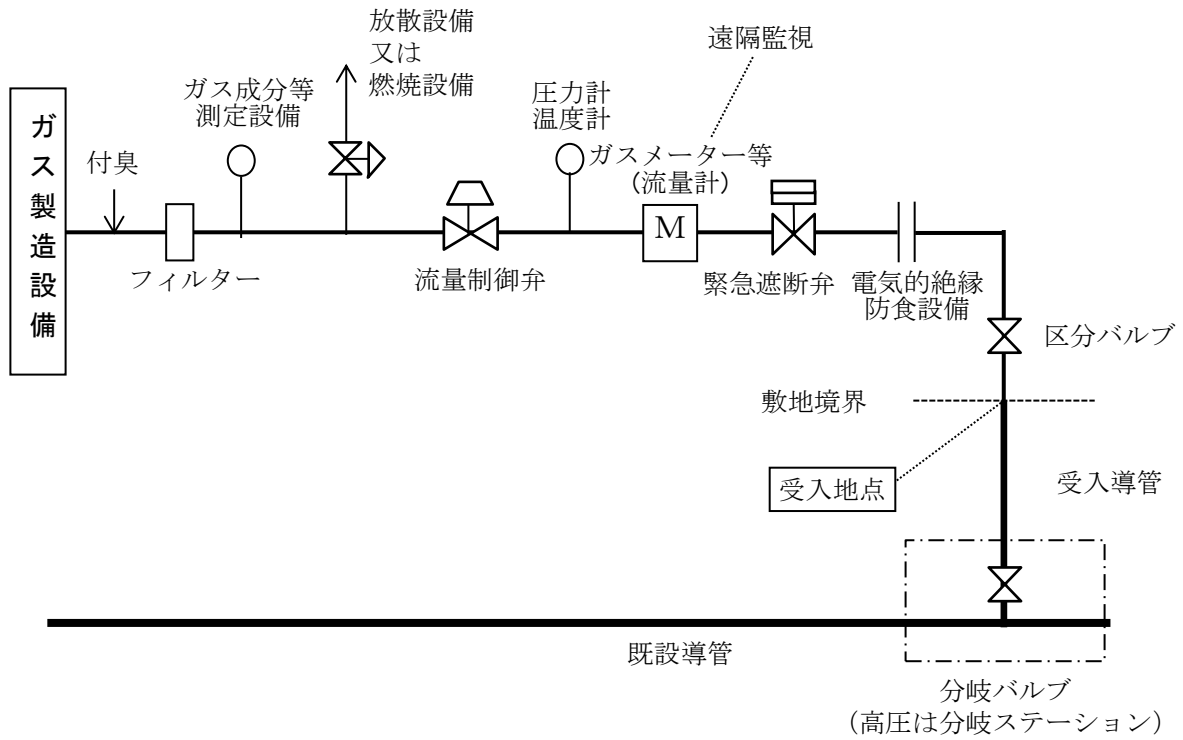 放散設備
又は
燃焼設備
遠隔監視
ガス成分等
測定設備
圧力計
温度計
ガス製造設備
付臭
ガスメーター等
(流量計)
M
フィルター
流量制御弁
緊急遮断弁
電気的絶縁
防食設備
区分バルブ
敷地境界
受入地点
受入導管
既設導管
分岐バルブ
(高圧は分岐ステーション)